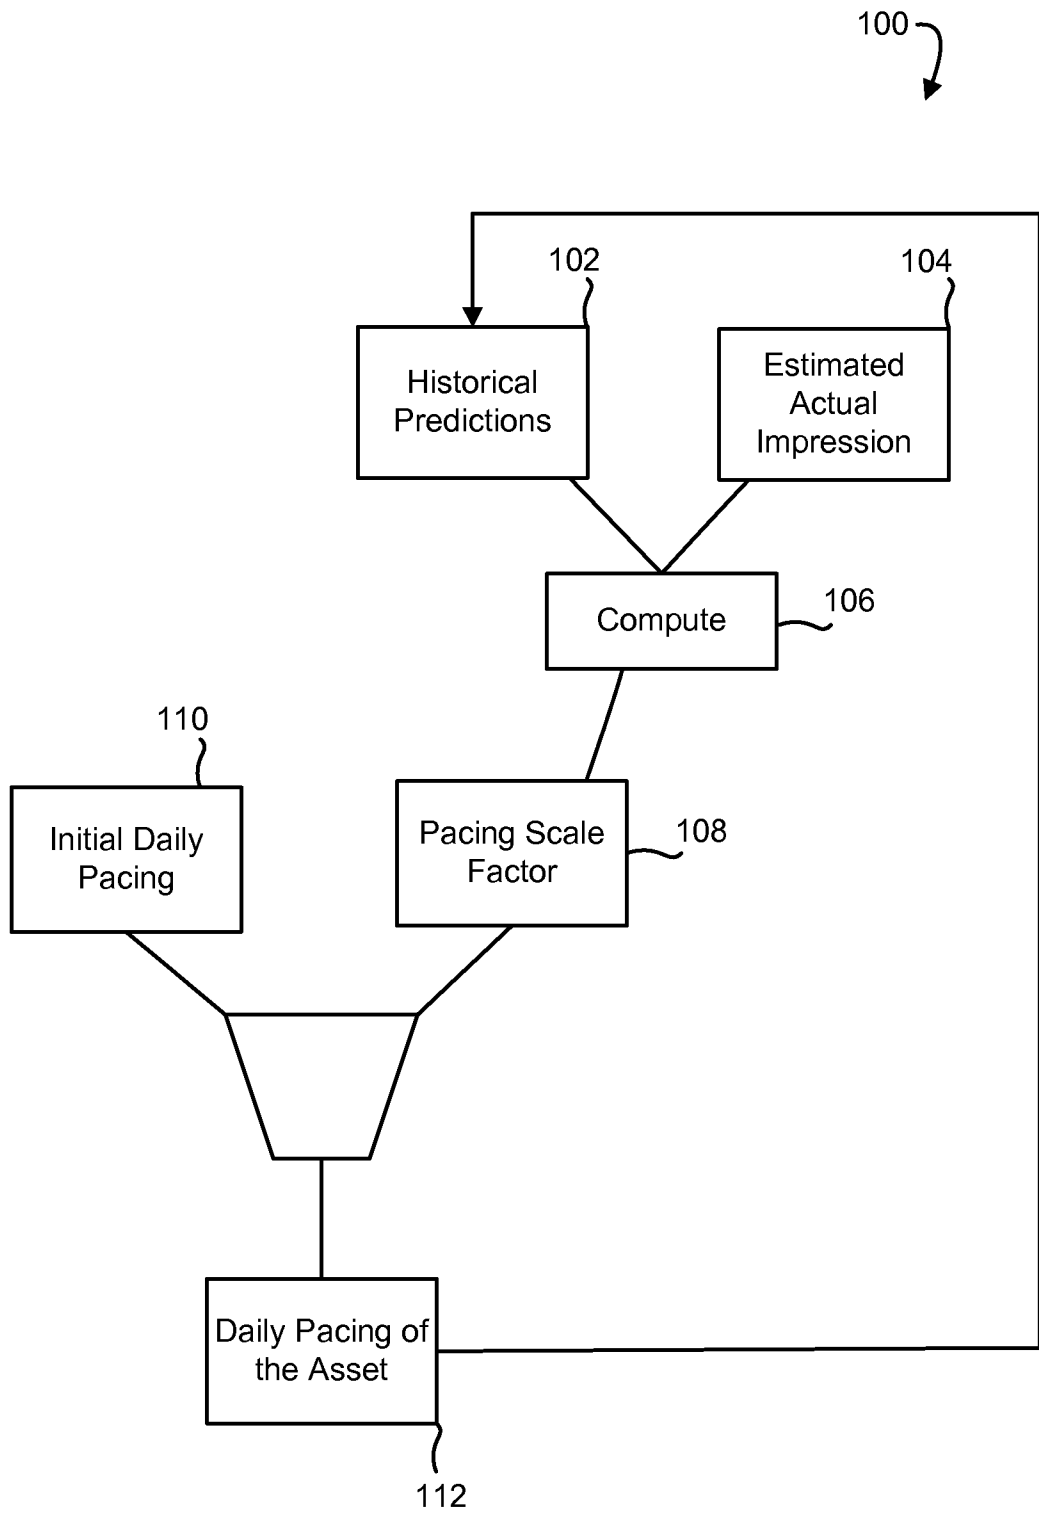 100
102
104
Historical
Predictions
Estimated
Actual
Impression
Compute
106
110
Initial Daily
Pacing
Pacing Scale
Factor
108
Daily Pacing of
the Asset
112